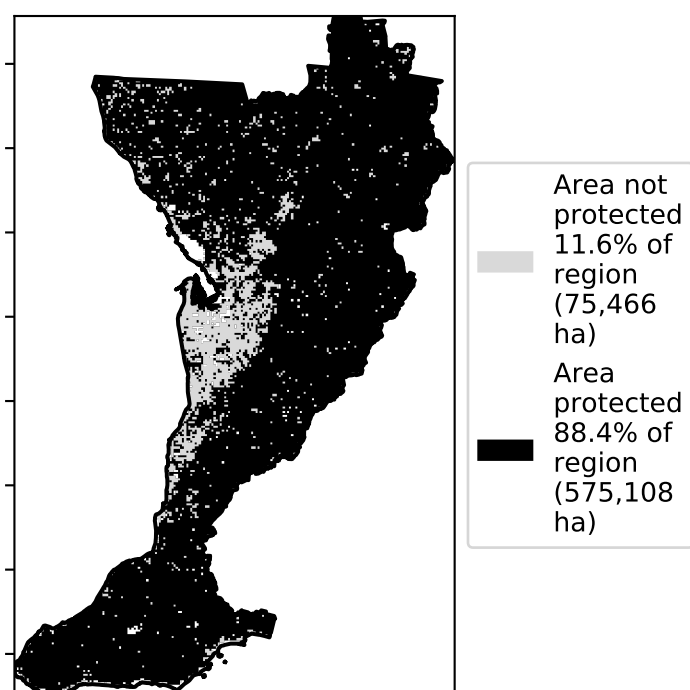 Area not
protected
11.6% of
region
(75,466
ha)
Area
protected
88.4% of
region
(575,108
ha)